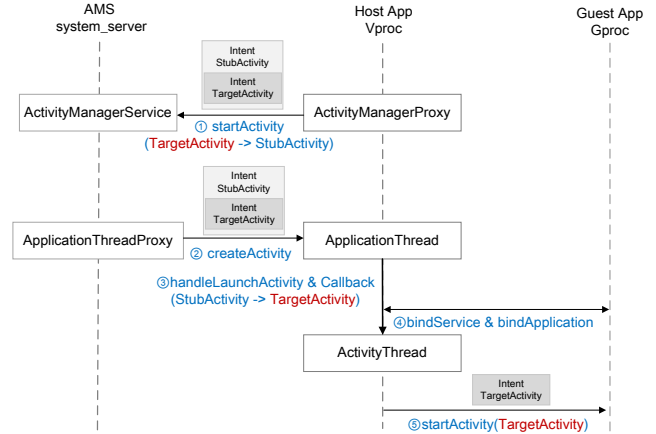 AMS
system_server
Host App
Vproc
Guest App
Gproc
Intent
StubActivity
Intent
TargetActivity
ActivityManagerService
ActivityManagerProxy
① startActivity
(TargetActivity -> StubActivity)
Intent
StubActivity
Intent
TargetActivity
ApplicationThreadProxy
ApplicationThread
② createActivity
③handleLaunchActivity & Callback
(StubActivity -> TargetActivity)
④bindService & bindApplication
ActivityThread
Intent
TargetActivity
⑤startActivity(TargetActivity)